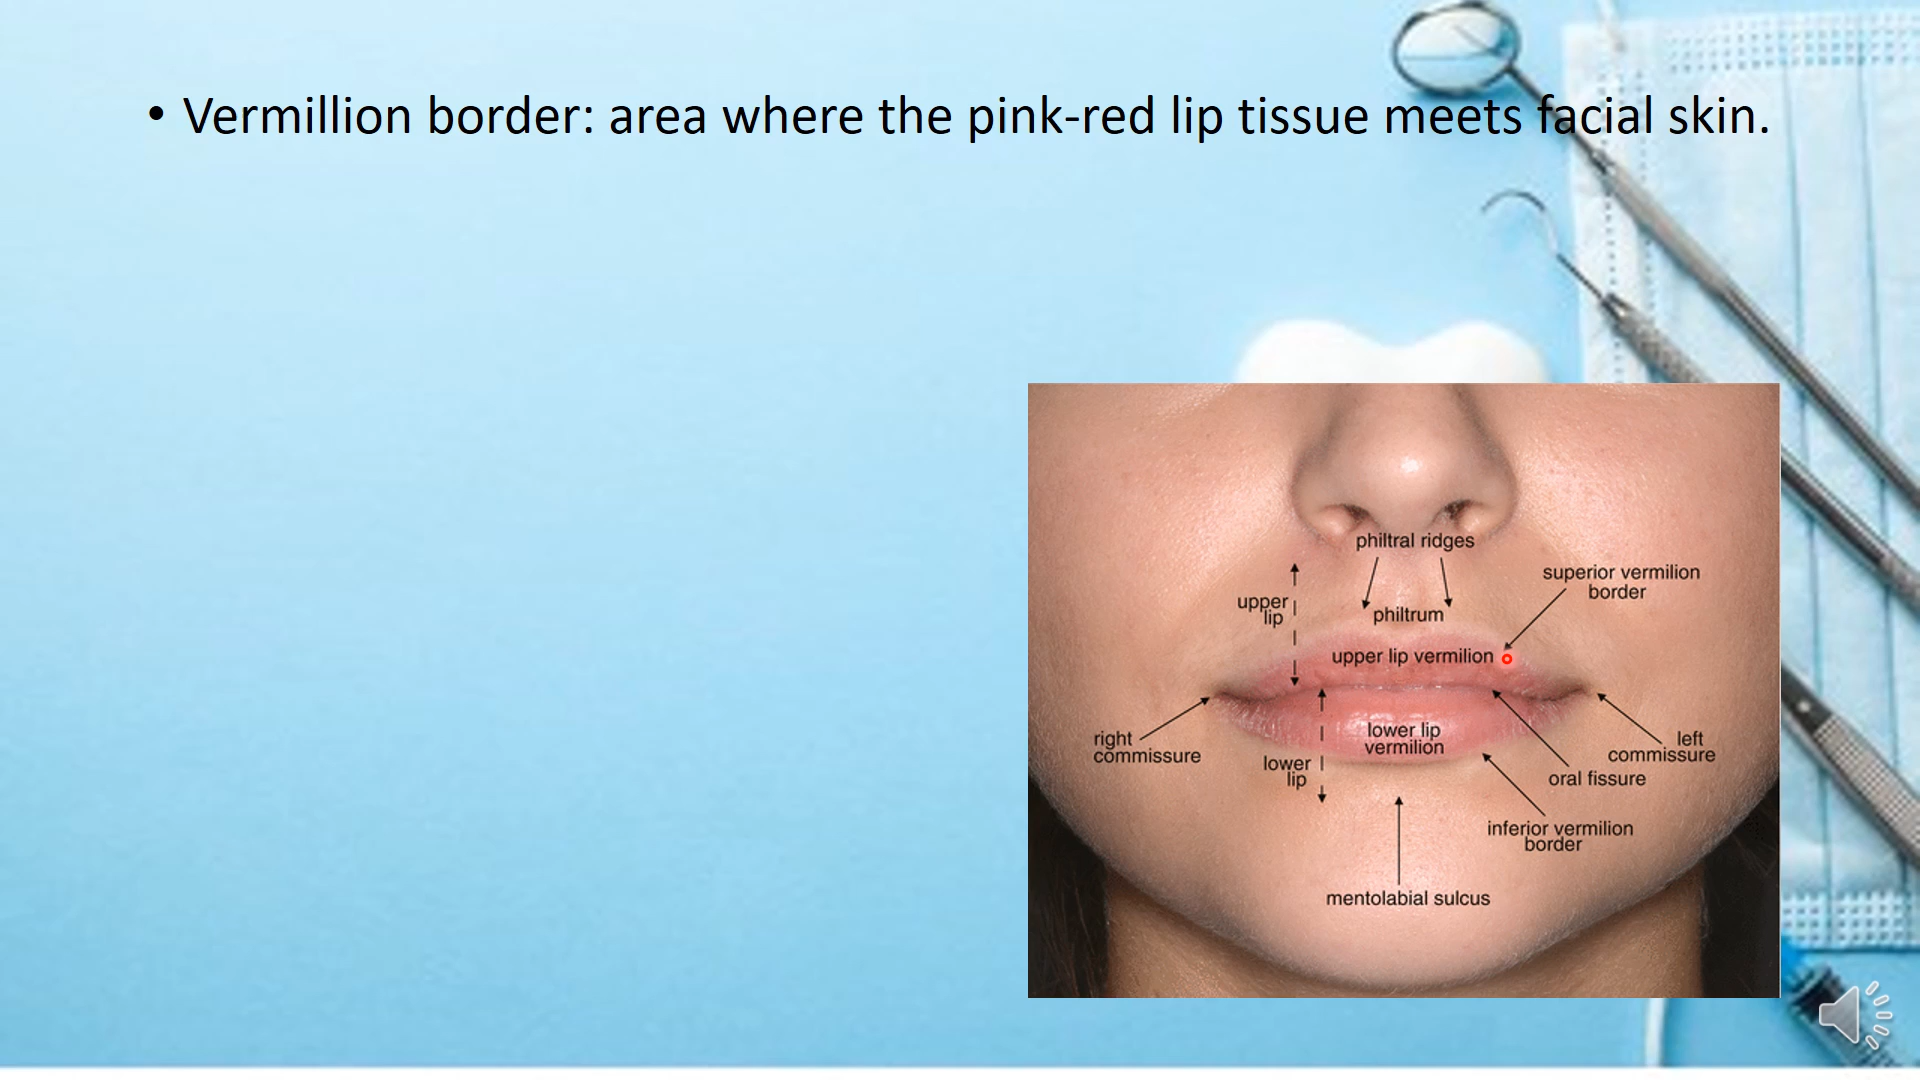 • Vermillion border: area where the pink-red lip tissue meets facial skin.
philtral ridges
superior vermilion
border
upper
lip
philtrum
upper lip vermilion
right
commissure
lower lip
vermilion
left
commissure
lower
lip
oral fissure
inferior vermilion
border
mentolabial sulcus